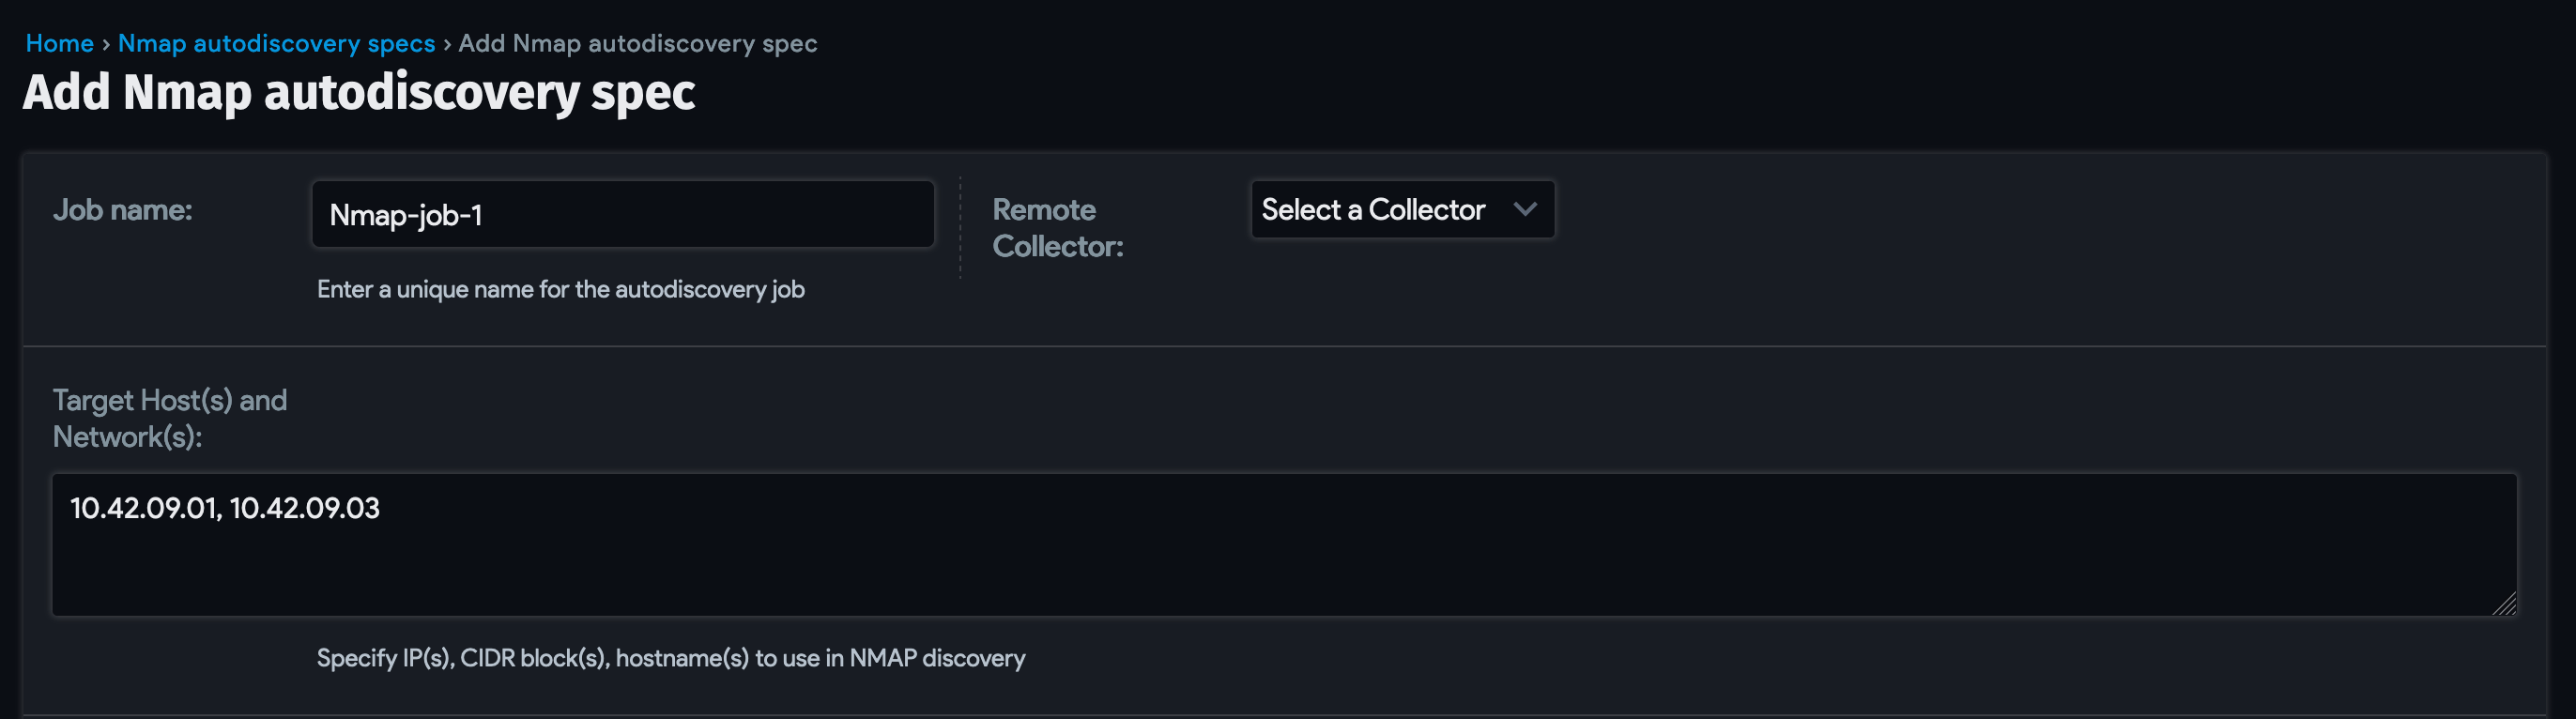 Home › Nmap autodiscovery specs › Add Nmap autodiscovery spec
Add Nmap autodiscovery spec
Job name:
Nmap-job-1
Enter a unique name for the autodiscovery job
Remote
Collector:
Select a Collector
Target Host(s) and
Network(s):
10.42.09.01, 10.42.09.03
Specify IP(s), CIDR block(s), hostname(s) to use in NMAP discovery